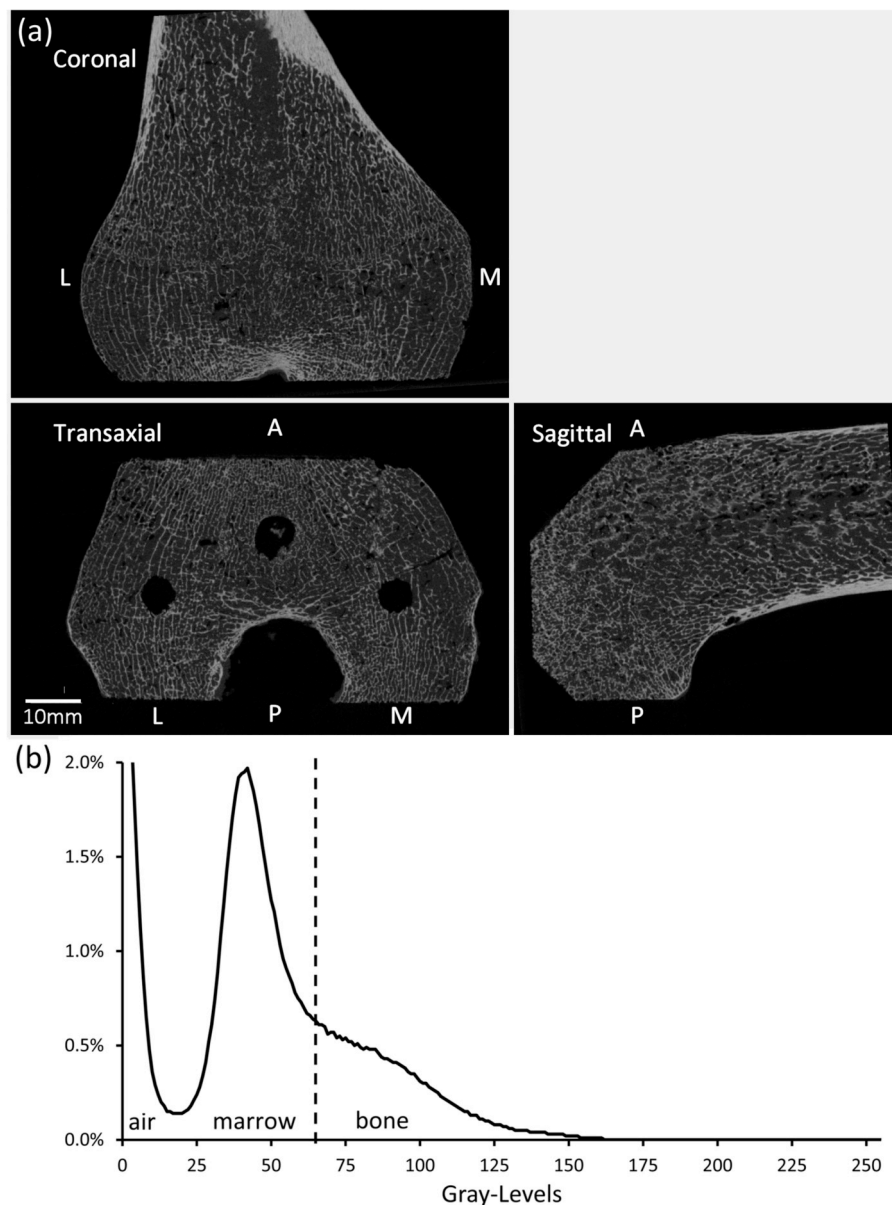 (a)
Coronal
L
M
Transaxial
A
10mm
L
P
M
Sagittal
A
P
(b)
2.0%
1.5%
1.0%
0.5%
0.0%
air
marrow
bone
0
25
50
75
100
125
150
175
200
225
250
Gray-Levels